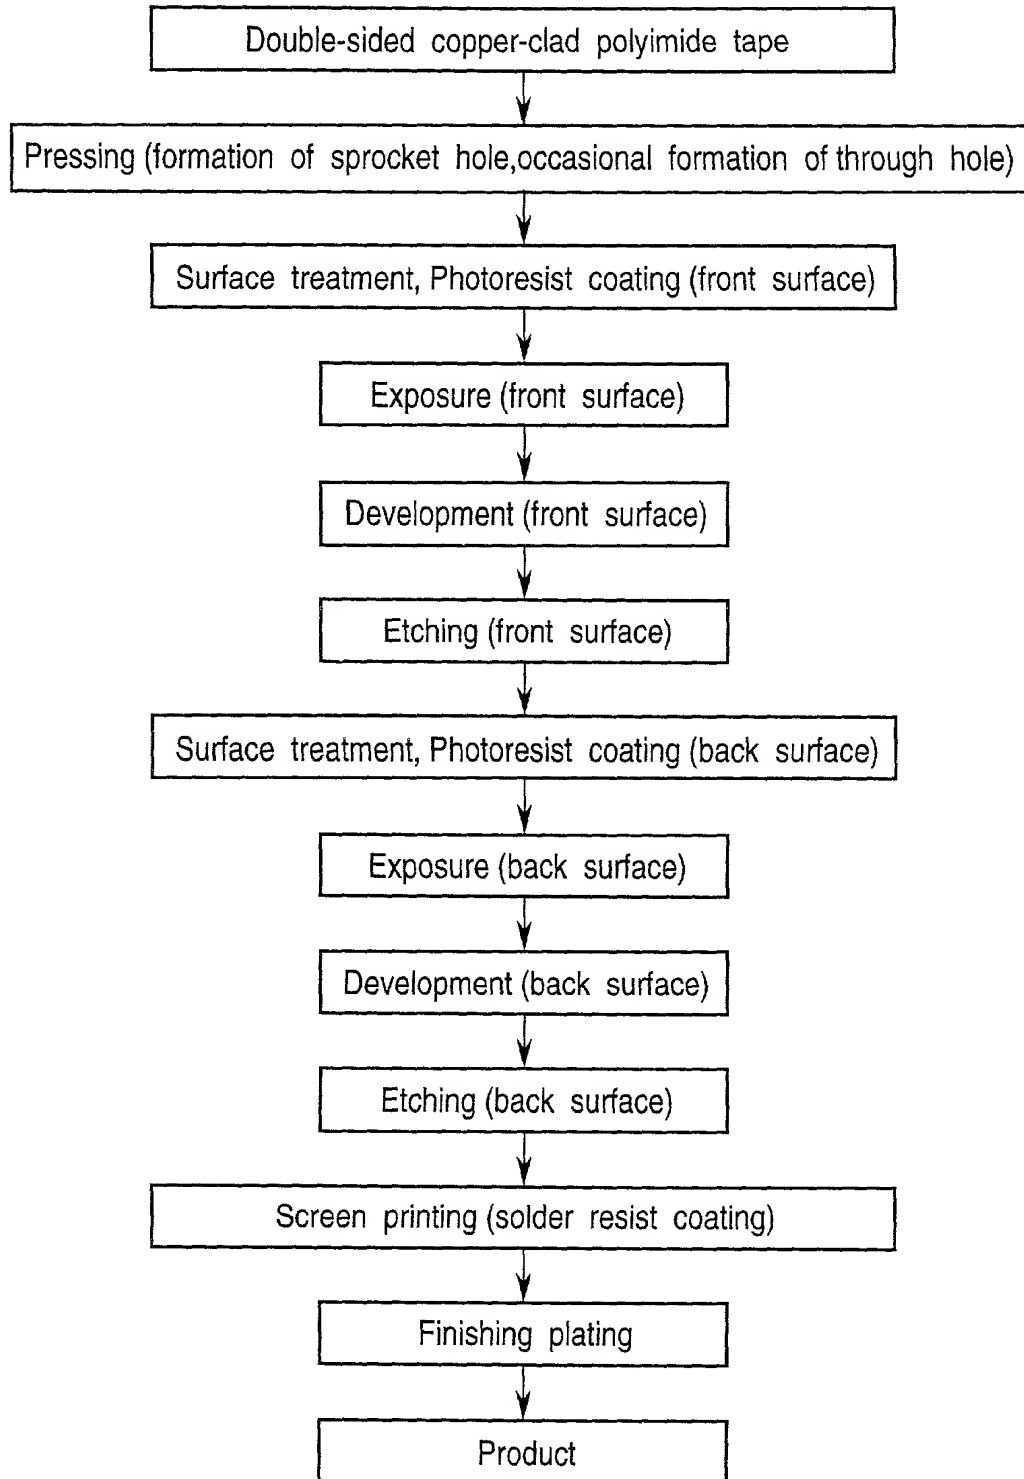 Double-sided copper-clad polyimide tape
Pressing (formation of sprocket hole,occasional formation of through hole)
Surface treatment, Photoresist coating (front surface)
Exposure (front surface)
Development (front surface)
Etching (front surface)
Surface treatment, Photoresist coating (back surface)
Exposure (back surface)
Development (back surface)
Etching (back surface)
Screen printing (solder resist coating)
Finishing plating
Product